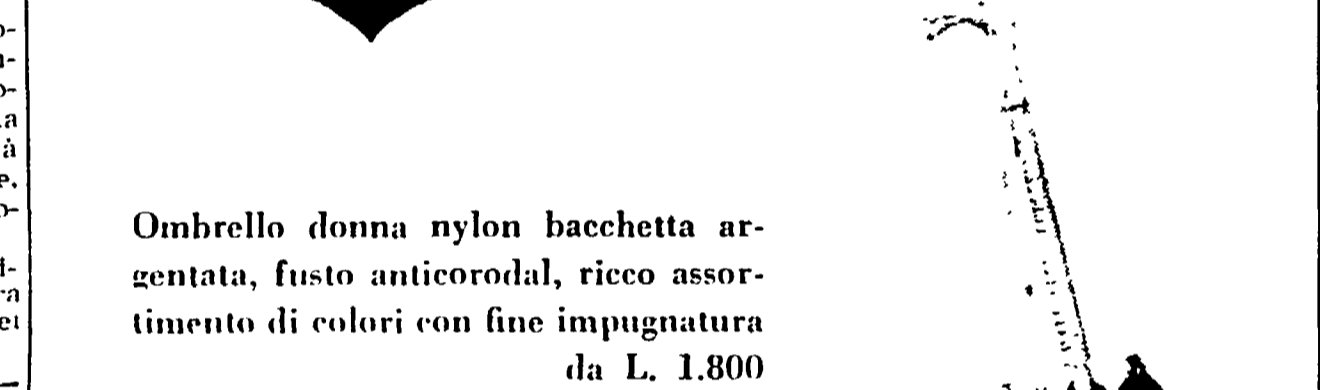 Ombrello donna nylon bacchetta ar-
gentata, fusto anticorodal, ricco assor-
timento di colori con fine impugnatura
da L. 1.800